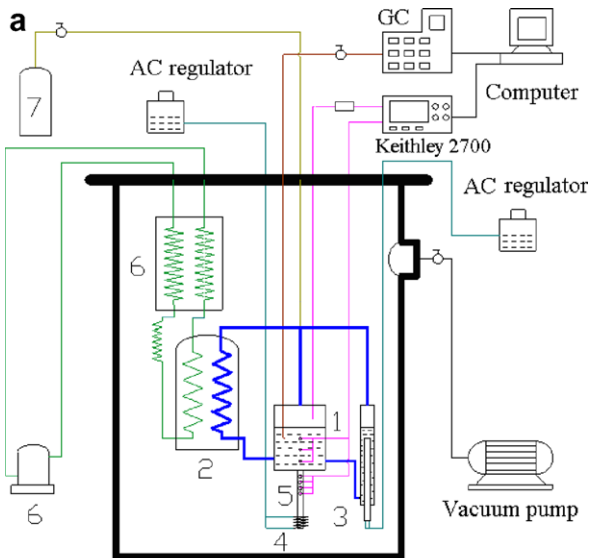 a
GC
AC regulator
7
Computer
Keithley 2700
AC regulator
6
1
2
5
3
6
4
Vacuum pump